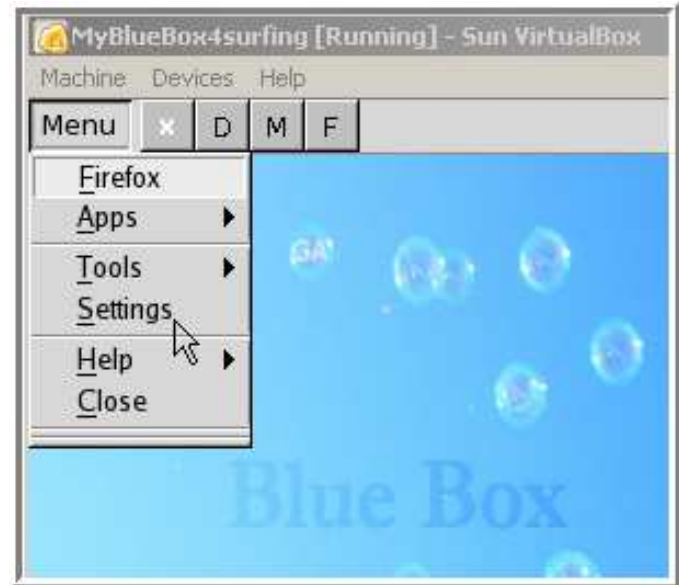 MyBlueBox4surfing [Running] - Sun VirtualBox
Machine Devices Help
Menu x D M F
Firefox
Apps
Tools
Settings
Help
Close
Blue Box